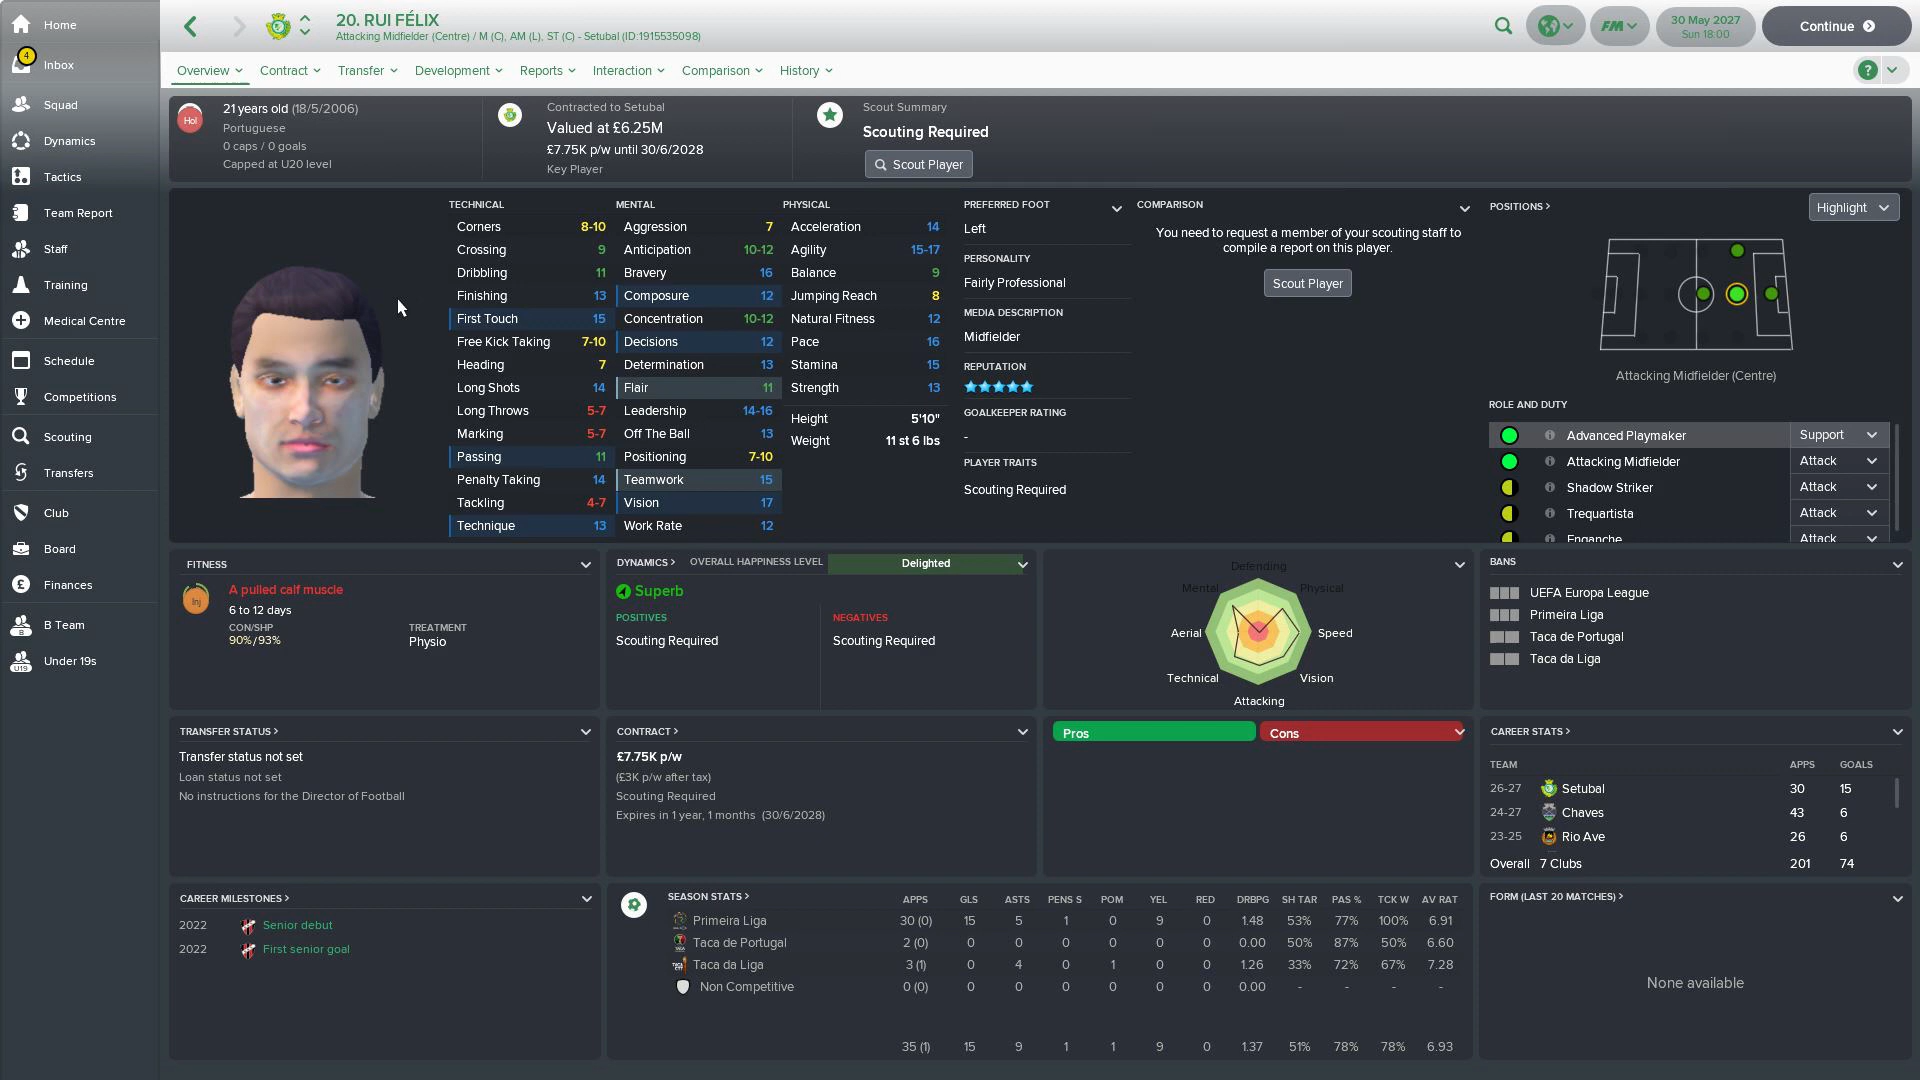 Home
4
Inbox
Squad
Dynamics
Tactics
Team Report
Staff
Training
Medical Centre
Schedule
Competitions
Scouting
Transfers
Club
Board
Finances
B
B Team
U19
Under 19s
20. RUI FÉLIX
Attacking Midfielder (Centre) / M (C), AM (L), ST (C) - Setubal (ID:1915535098)
FM
30 May 2027
Sun 18:00
Continue
Overview Contract Transfer Development Reports Interaction Comparison History
?
Hol
21 years old (18/5/2006)
Portuguese
0 caps / 0 goals
Capped at U20 level
Contracted to Setubal
Valued at £6.25M
£7.75K p/w until 30/6/2028
Key Player
Scout Summary
Scouting Required
Scout Player
TECHNICAL
Corners 8-10
Crossing 9
Dribbling 11
Finishing 13
First Touch 15
Free Kick Taking 7-10
Heading 7
Long Shots 14
Long Throws 5-7
Marking 5-7
Passing 11
Penalty Taking 14
Tackling 4-7
Technique 13
MENTAL
Aggression 7
Anticipation 10-12
Bravery 16
Composure 12
Concentration 10-12
Decisions 12
Determination 13
Flair 11
Leadership 14-16
Off The Ball 13
Positioning 7-10
Teamwork 15
Vision 17
Work Rate 12
PHYSICAL
Acceleration 14
Agility 15-17
Balance 9
Jumping Reach 8
Natural Fitness 12
Pace 16
Stamina 15
Strength 13
Height 5'10"
Weight 11 st 6 lbs
PREFERRED FOOT
Left
PERSONALITY
Fairly Professional
MEDIA DESCRIPTION
Midfielder
REPUTATION
GOALKEEPER RATING
-
PLAYER TRAITS
Scouting Required
COMPARISON
You need to request a member of your scouting staff to
compile a report on this player.
Scout Player
POSITIONS >
Highlight
Attacking Midfielder (Centre)
ROLE AND DUTY
Advanced Playmaker Support
Attacking Midfielder Attack
Shadow Striker Attack
Trequartista Attack
Enganche Attack
FITNESS
Inj
A pulled calf muscle
6 to 12 days
CON/SHP
90%/93%
TREATMENT
Physio
DYNAMICS > OVERALL HAPPINESS LEVEL Delighted
Superb
POSITIVES
Scouting Required
NEGATIVES
Scouting Required
Defending
Mental Physical
Aerial Speed
Technical Vision
Attacking
BANS
UEFA Europa League
Primeira Liga
Taca de Portugal
Taca da Liga
TRANSFER STATUS >
Transfer status not set
Loan status not set
No instructions for the Director of Football
CONTRACT >
£7.75K p/w
(£3K p/w after tax)
Scouting Required
Expires in 1 year, 1 months (30/6/2028)
Pros Cons
CAREER STATS >
TEAM APPS GOALS
26-27 Setubal 30 15
24-27 Chaves 43 6
23-25 Rio Ave 26 6
Overall 7 Clubs 201 74
CAREER MILESTONES >
2022 Senior debut
2022 First senior goal
SEASON STATS > APPS GLS ASTS PENS S POM YEL RED DRBPG SH TAR PAS % TCK W AV RAT
Primeira Liga 30 (0) 15 5 1 0 9 0 1.48 53% 77% 100% 6.91
Taca de Portugal 2 (0) 0 0 0 0 0 0 0.00 50% 87% 50% 6.60
Taca da Liga 3 (1) 0 4 0 1 0 0 1.26 33% 72% 67% 7.28
Non Competitive 0 (0) 0 0 0 0 0 0 0.00 - - - -
35 (1) 15 9 1 1 9 0 1.37 51% 78% 78% 6.93
FORM (LAST 20 MATCHES) >
None available